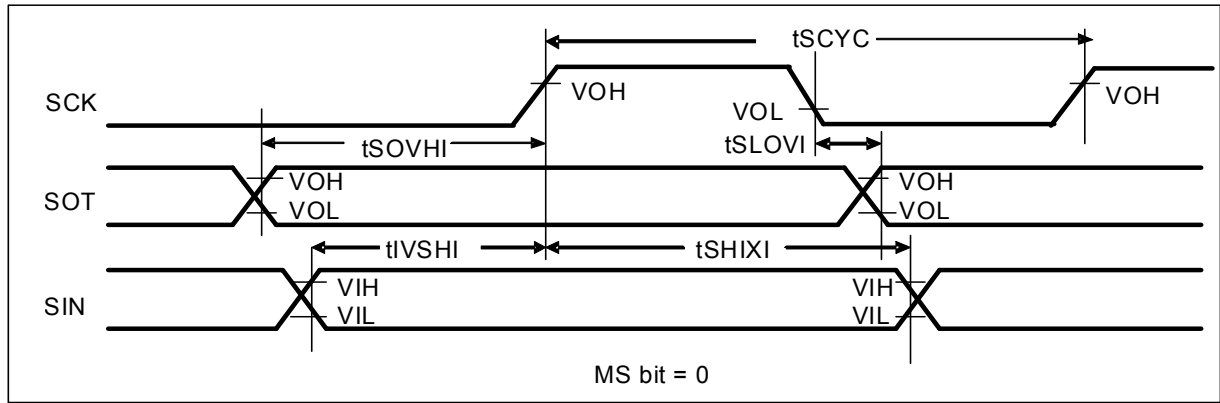 tSCYC
SCK
VOH
VOL
VOH
tSOVHI
tSLOVI
SOT
VOH
VOL
VOH
VOL
tIVSHI
tSHIXI
SIN
VIH
VIL
VIH
VIL
MS bit = 0